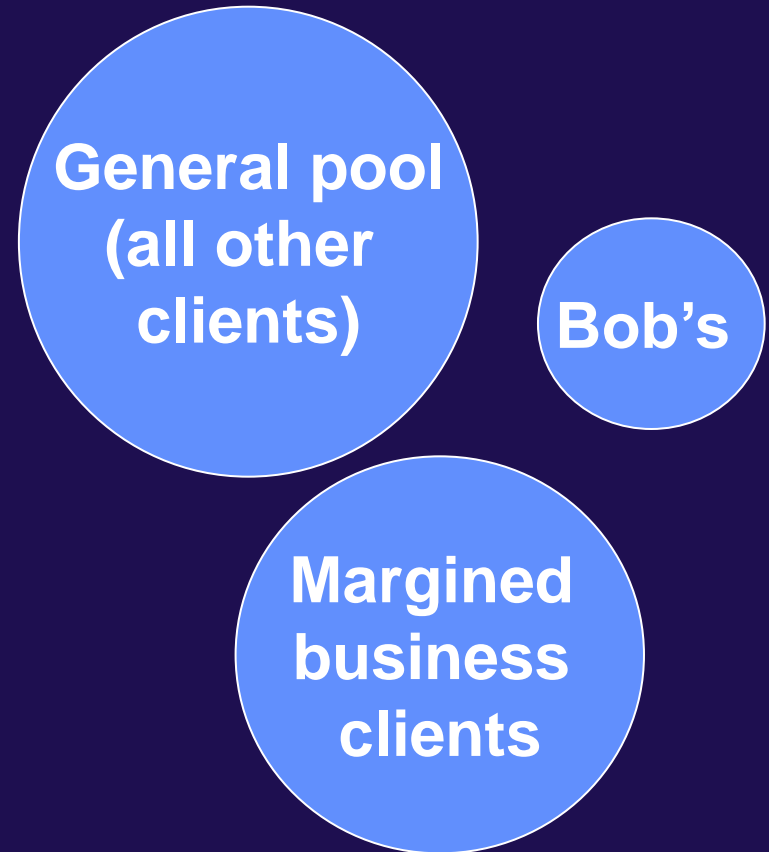 General pool
(all other
clients)
Bob’s
Margined
business
clients